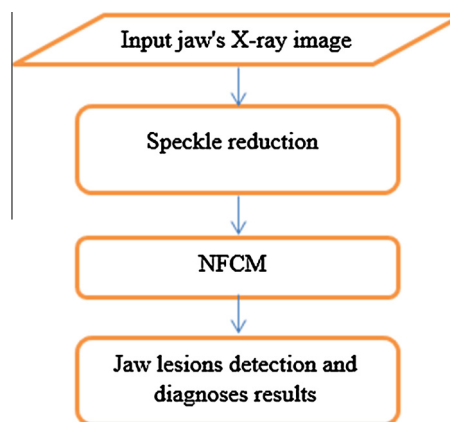 Input jaw's X-ray image
Speckle reduction
NFCM
Jaw lesions detection and
diagnoses results